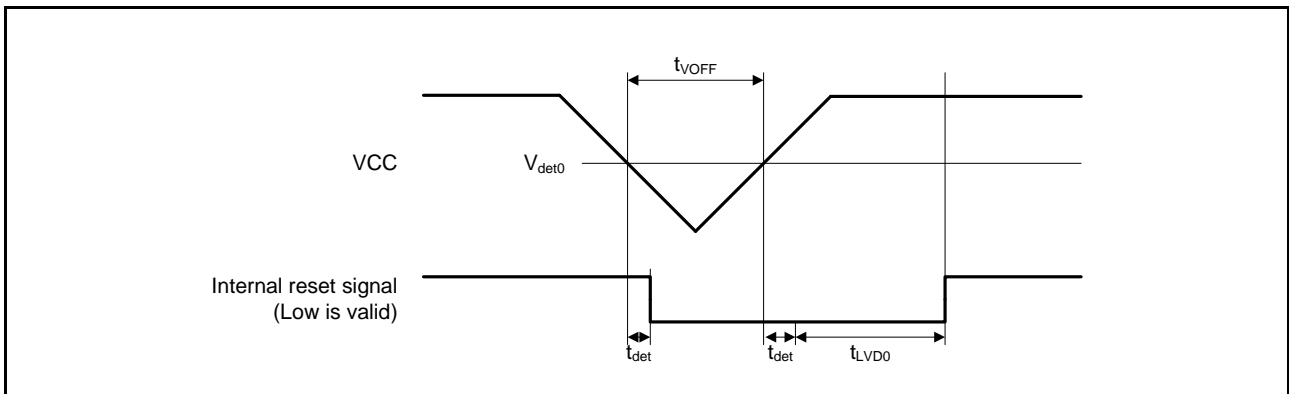 tVOFF
VCC
Vdet0
Internal reset signal
(Low is valid)
tdet
tdet
tLVD0